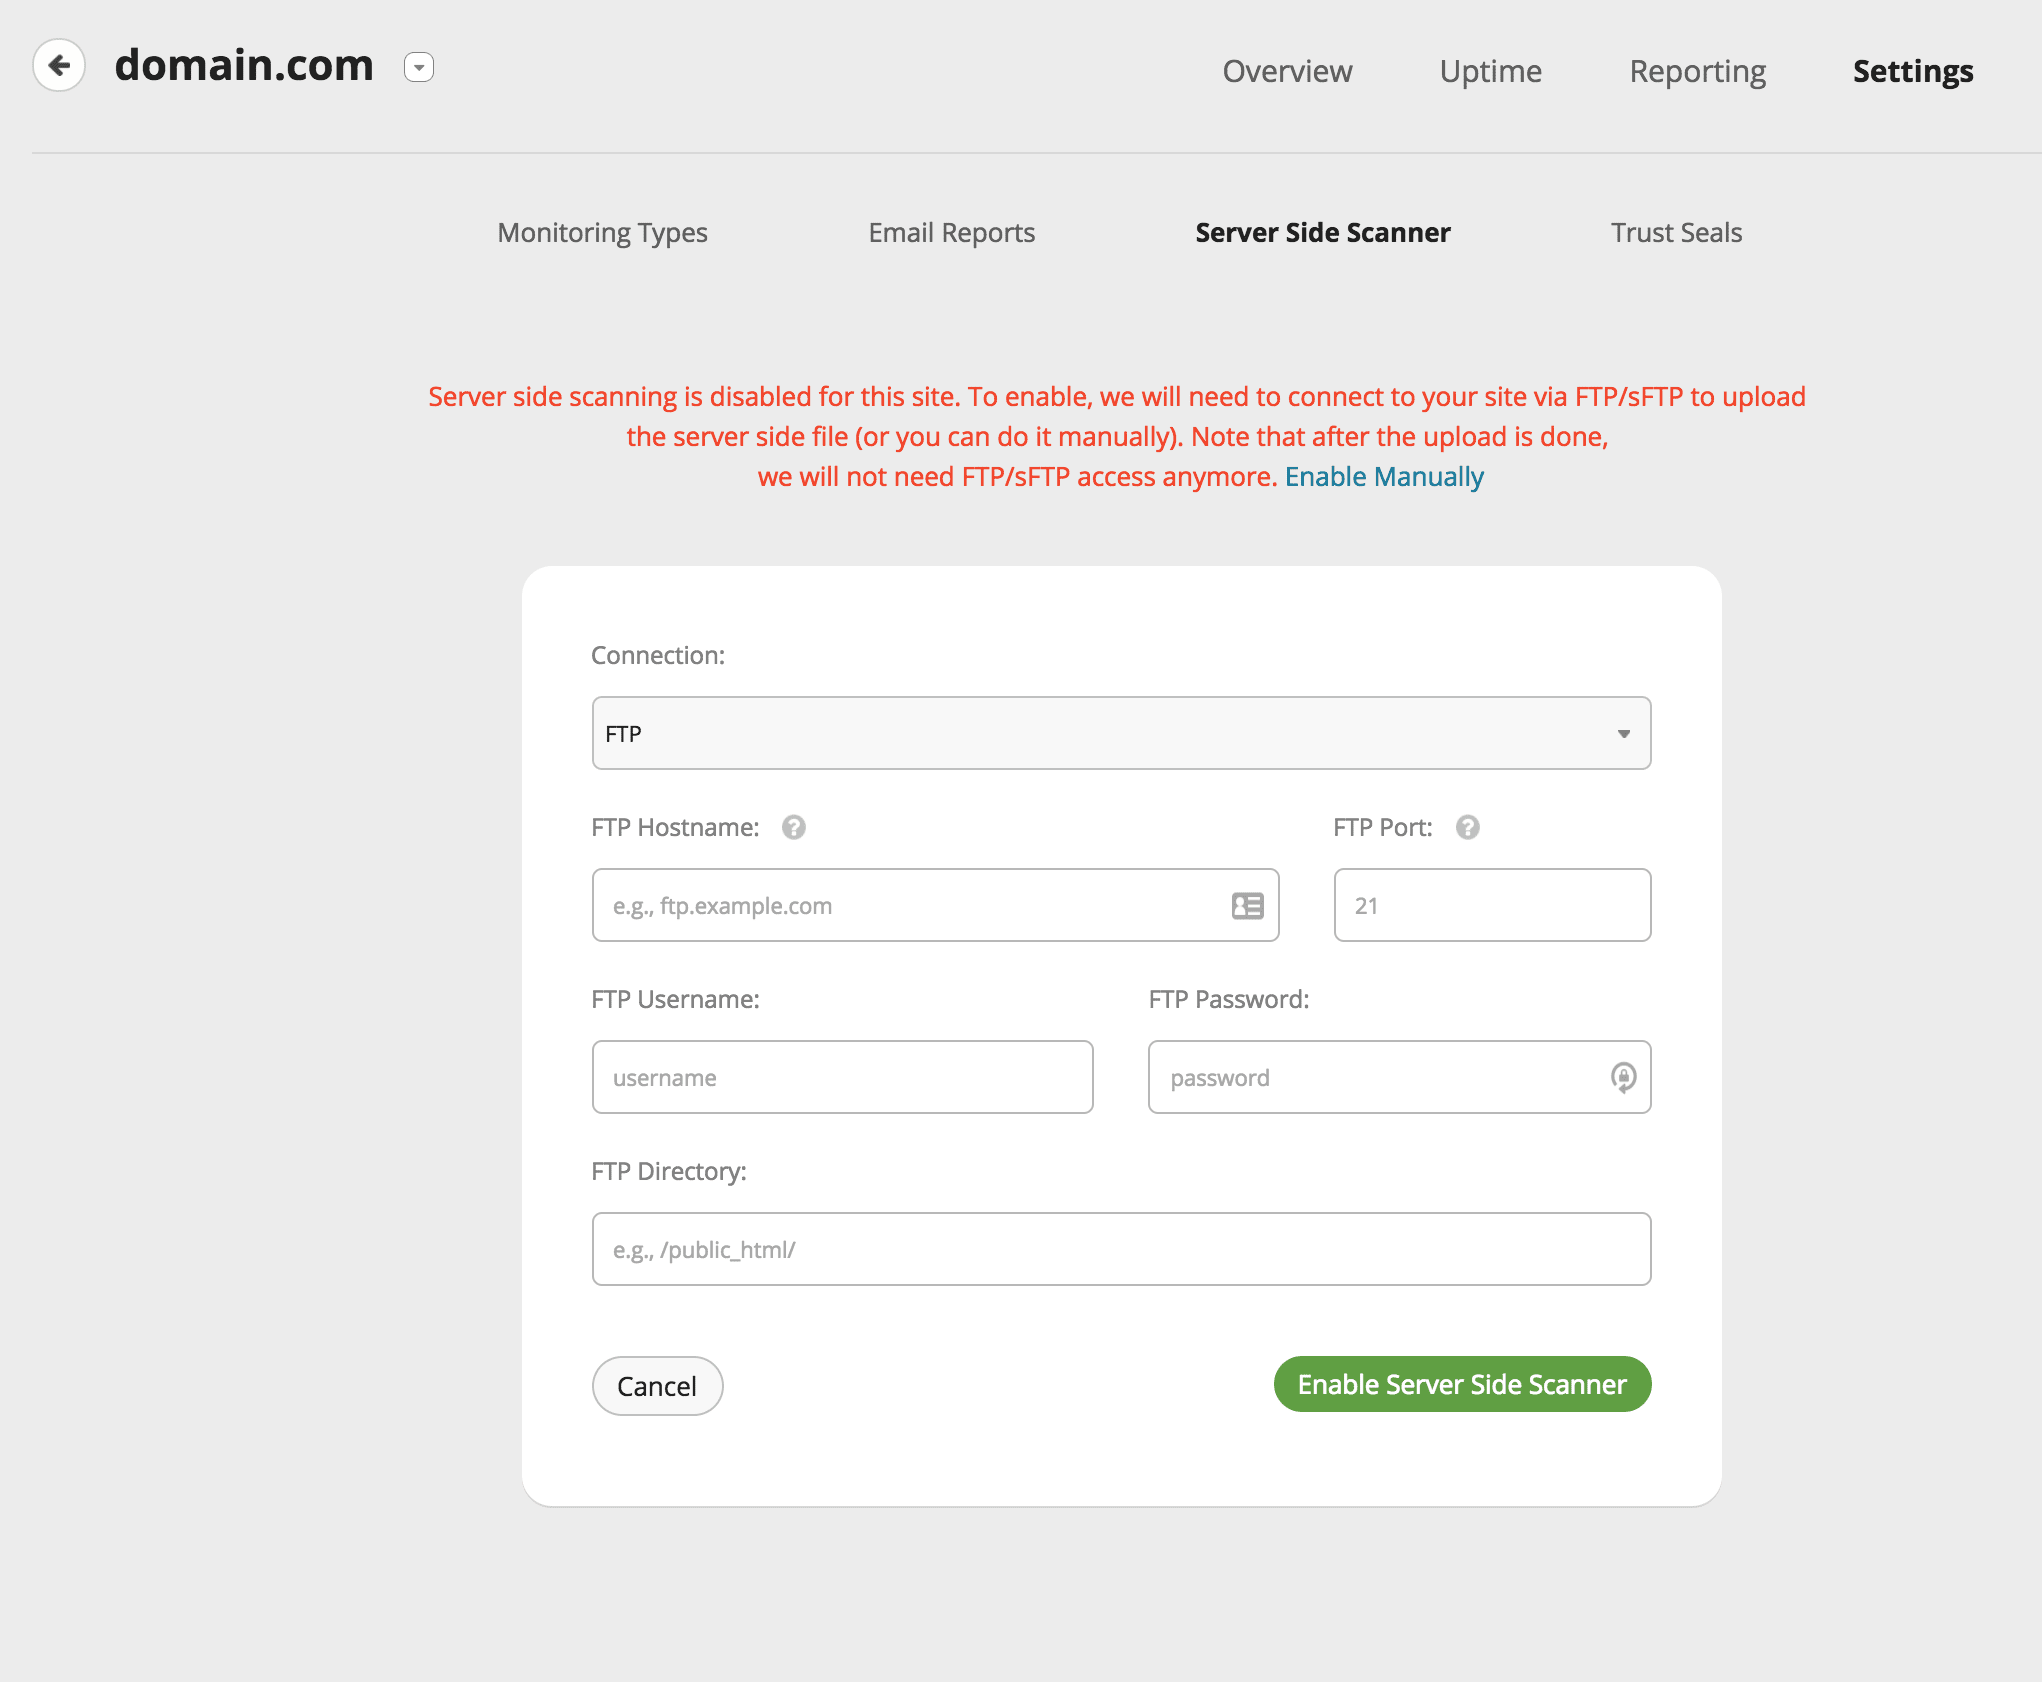 domain.com
Overview
Uptime
Reporting
Settings
Monitoring Types
Email Reports
Server Side Scanner
Trust Seals
Server side scanning is disabled for this site. To enable, we will need to connect to your site via FTP/sFTP to upload
the server side file (or you can do it manually). Note that after the upload is done,
we will not need FTP/sFTP access anymore. Enable Manually
Connection:
FTP
FTP Hostname: ?
FTP Port: ?
e.g., ftp.example.com
21
FTP Username:
FTP Password:
username
password
FTP Directory:
e.g., /public_html/
Cancel
Enable Server Side Scanner